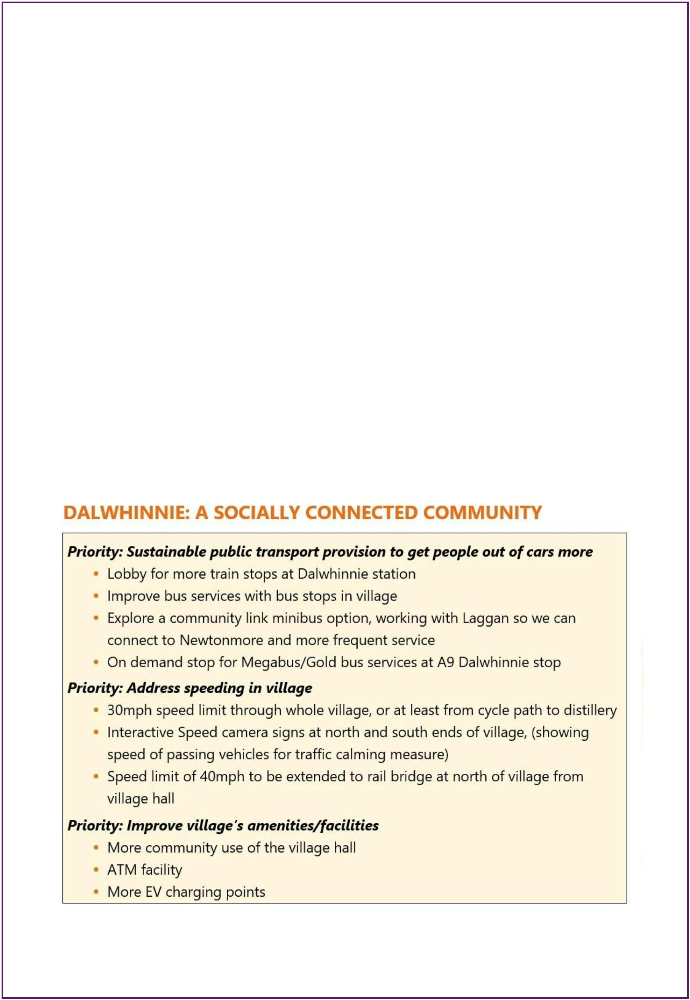 DALWHINNIE: A SOCIALLY CONNECTED COMMUNITY
Priority: Sustainable public transport provision to get people out of cars more
• Lobby for more train stops at Dalwhinnie station
• Improve bus services with bus stops in village
• Explore a community link minibus option, working with Laggan so we can
connect to Newtonmore and more frequent service
• On demand stop for Megabus/Gold bus services at A9 Dalwhinnie stop
Priority: Address speeding in village
• 30mph speed limit through whole village, or at least from cycle path to distillery
• Interactive Speed camera signs at north and south ends of village, (showing
speed of passing vehicles for traffic calming measure)
• Speed limit of 40mph to be extended to rail bridge at north of village from
village hall
Priority: Improve village's amenities/facilities
• More community use of the village hall
• ATM facility
• More EV charging points